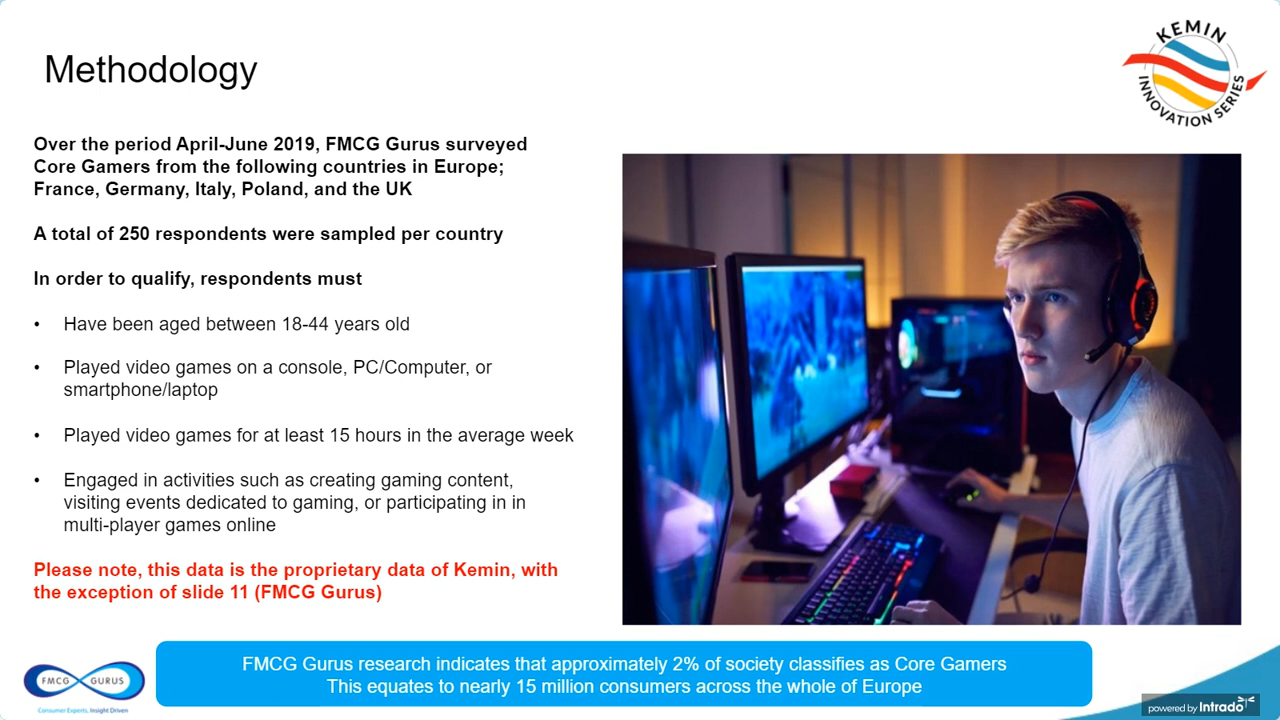 KEMIN
INNOVATION SERIES
Methodology
Over the period April-June 2019, FMCG Gurus surveyed
Core Gamers from the following countries in Europe;
France, Germany, Italy, Poland, and the UK
A total of 250 respondents were sampled per country
In order to qualify, respondents must
• Have been aged between 18-44 years old
• Played video games on a console, PC/Computer, or
smartphone/laptop
• Played video games for at least 15 hours in the average week
• Engaged in activities such as creating gaming content,
visiting events dedicated to gaming, or participating in in
multi-player games online
Please note, this data is the proprietary data of Kemin, with
the exception of slide 11 (FMCG Gurus)
FMCG Gurus research indicates that approximately 2% of society classifies as Core Gamers
This equates to nearly 15 million consumers across the whole of Europe
FMCG GURUS
Consumer Experts, Insight Driven
powered by Intrado